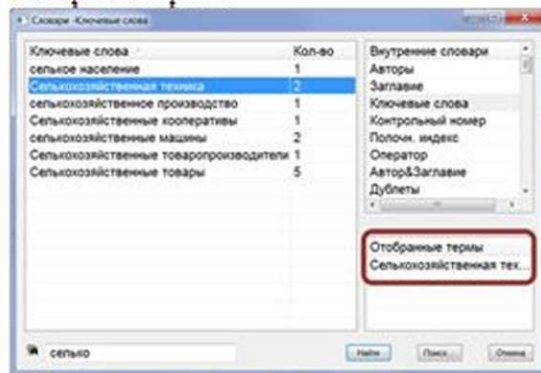 Словари -Ключевые слова
Ключевые слова Кол-во
селькое население 1
Сельскохозяйственная техника 2
сельскохозяйственное производство 1
Сельскохозяйственные кооперативы 1
сельскохозяйственные машины 2
Сельскохозяйственные товаропроизводители 1
Сельскохозяйственные товары 5
Внутренние словари
Авторы
Заглавие
Ключевые слова
Контрольный номер
Полочн. индекс
Оператор
Автор&Заглавие
Дублеты
Отобранные термы
Сельскохозяйственная тех...
сельхо
Найти Поиск... Отмена